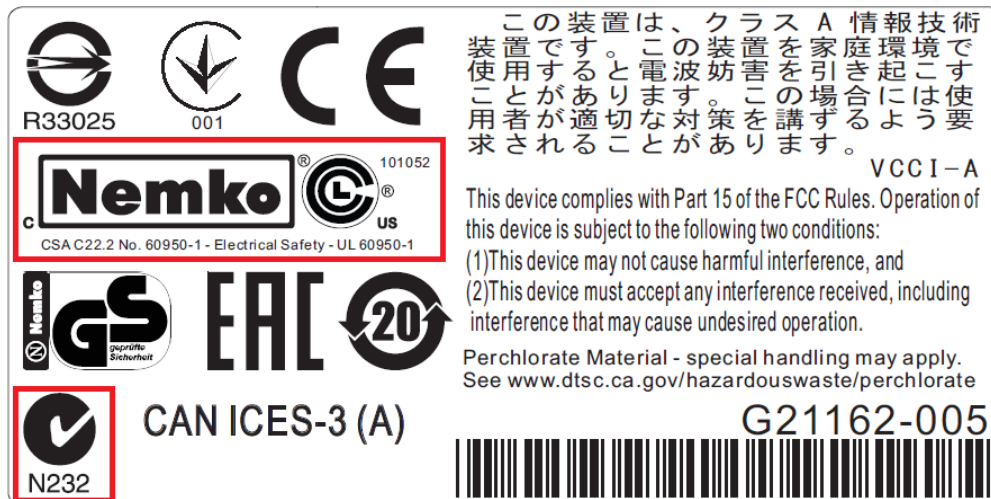 R33025
001
CE
Nemko® CL® 101052
C US
CSA C22.2 No. 60950-1 - Electrical Safety - UL 60950-1
N Nemko
GS
geprüfte
Sicherheit
EAC
20
N232
CAN ICES-3 (A)
この装置は、クラス A 情報技術
装置です。この装置を家庭環境で
使用すると電波妨害を引き起こす
ことがあります。この場合には使
用者が適切な対策を講ずるよう要
求されることがあります。
VCCI-A
This device complies with Part 15 of the FCC Rules. Operation of
this device is subject to the following two conditions:
(1)This device may not cause harmful interference, and
(2)This device must accept any interference received, including
interference that may cause undesired operation.
Perchlorate Material - special handling may apply.
See www.dtsc.ca.gov/hazardouswaste/perchlorate
G21162-005